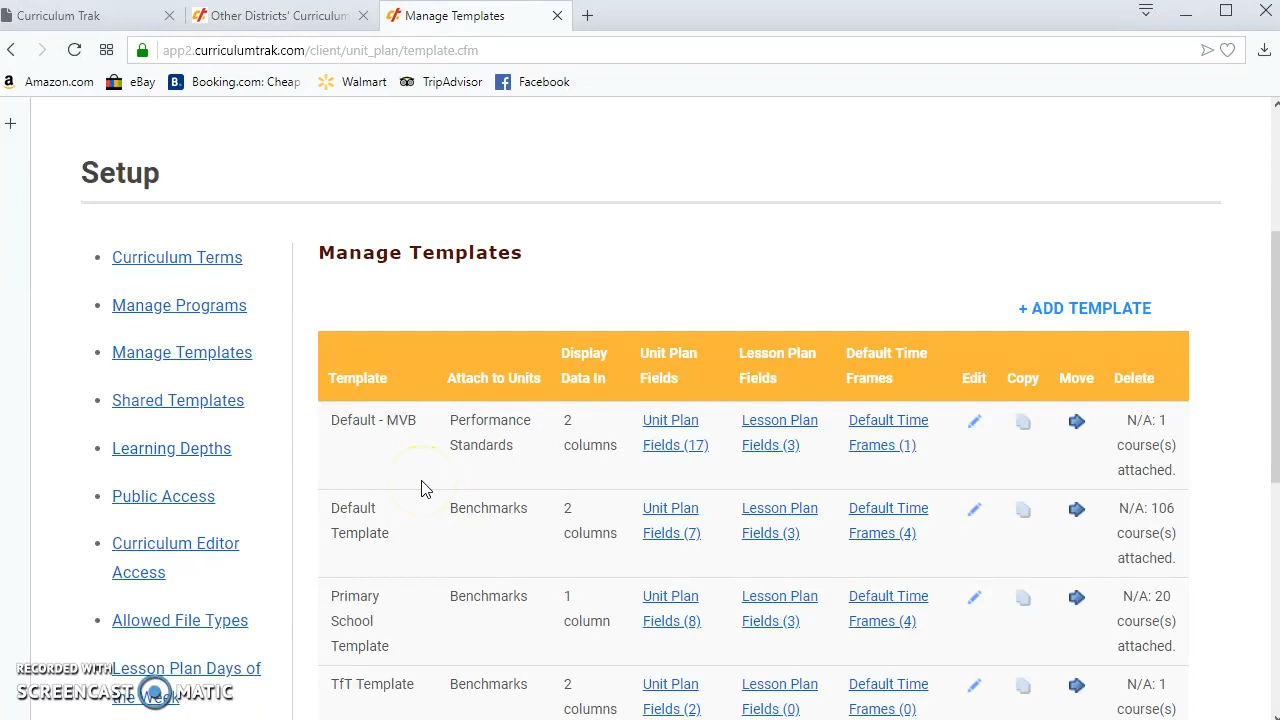 Curriculum Trak
Other Districts' Curriculum
Manage Templates
app2.curriculumtrak.com/client/unit_plan/template.cfm
Amazon.com
eBay
Booking.com: Cheap
Walmart
TripAdvisor
Facebook
Setup
Curriculum Terms
Manage Programs
Manage Templates
Shared Templates
Learning Depths
Public Access
Curriculum Editor
Access
Allowed File Types
Lesson Plan Days of
the Week
Manage Templates
+ ADD TEMPLATE
Template
Attach to Units
Display
Data In
Unit Plan
Fields
Lesson Plan
Fields
Default Time
Frames
Edit
Copy
Move
Delete
Default - MVB
Performance
Standards
2
columns
Unit Plan
Fields (17)
Lesson Plan
Fields (3)
Default Time
Frames (1)
N/A: 1
course(s)
attached.
Default
Template
Benchmarks
2
columns
Unit Plan
Fields (7)
Lesson Plan
Fields (3)
Default Time
Frames (4)
N/A: 106
course(s)
attached.
Primary
School
Template
Benchmarks
1
column
Unit Plan
Fields (8)
Lesson Plan
Fields (3)
Default Time
Frames (4)
N/A: 20
course(s)
attached.
TfT Template
Benchmarks
2
columns
Unit Plan
Fields (2)
Lesson Plan
Fields (0)
Default Time
Frames (0)
N/A: 1
course(s)
RECORDED WITH
SCREENCAST MATIC